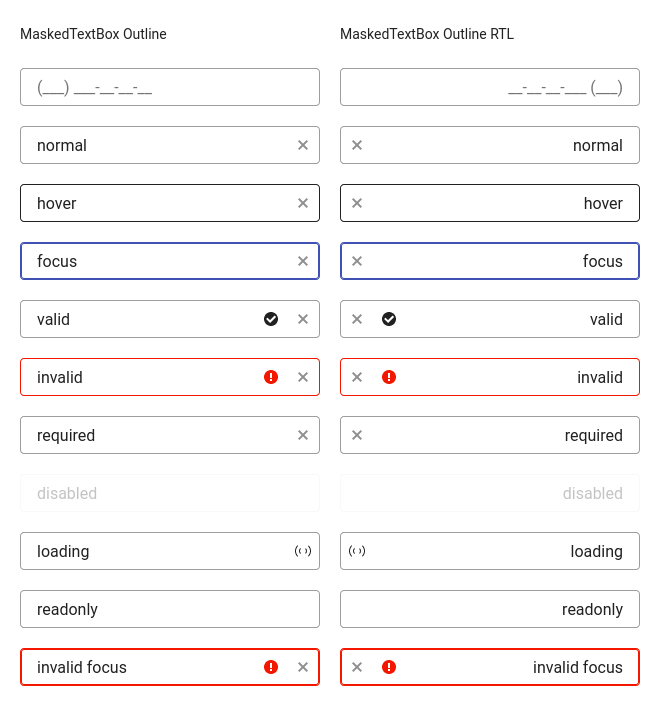 MaskedTextBox Outline
MaskedTextBox Outline RTL
(___) ___-__-__-__
__-__-__-___ (___)
normal
normal
hover
hover
focus
focus
valid
valid
invalid
invalid
required
required
disabled
disabled
loading
loading
readonly
readonly
invalid focus
invalid focus